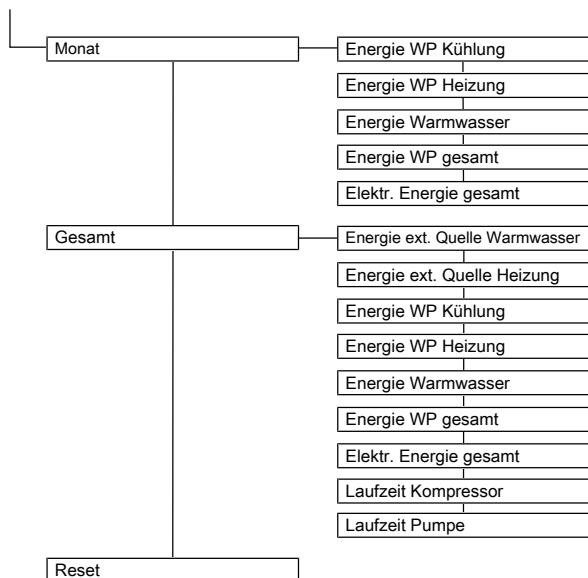 Monat
Energie WP Kühlung
Energie WP Heizung
Energie Warmwasser
Energie WP gesamt
Elektr. Energie gesamt
Gesamt
Energie ext. Quelle Warmwasser
Energie ext. Quelle Heizung
Energie WP Kühlung
Energie WP Heizung
Energie Warmwasser
Energie WP gesamt
Elektr. Energie gesamt
Laufzeit Kompressor
Laufzeit Pumpe
Reset